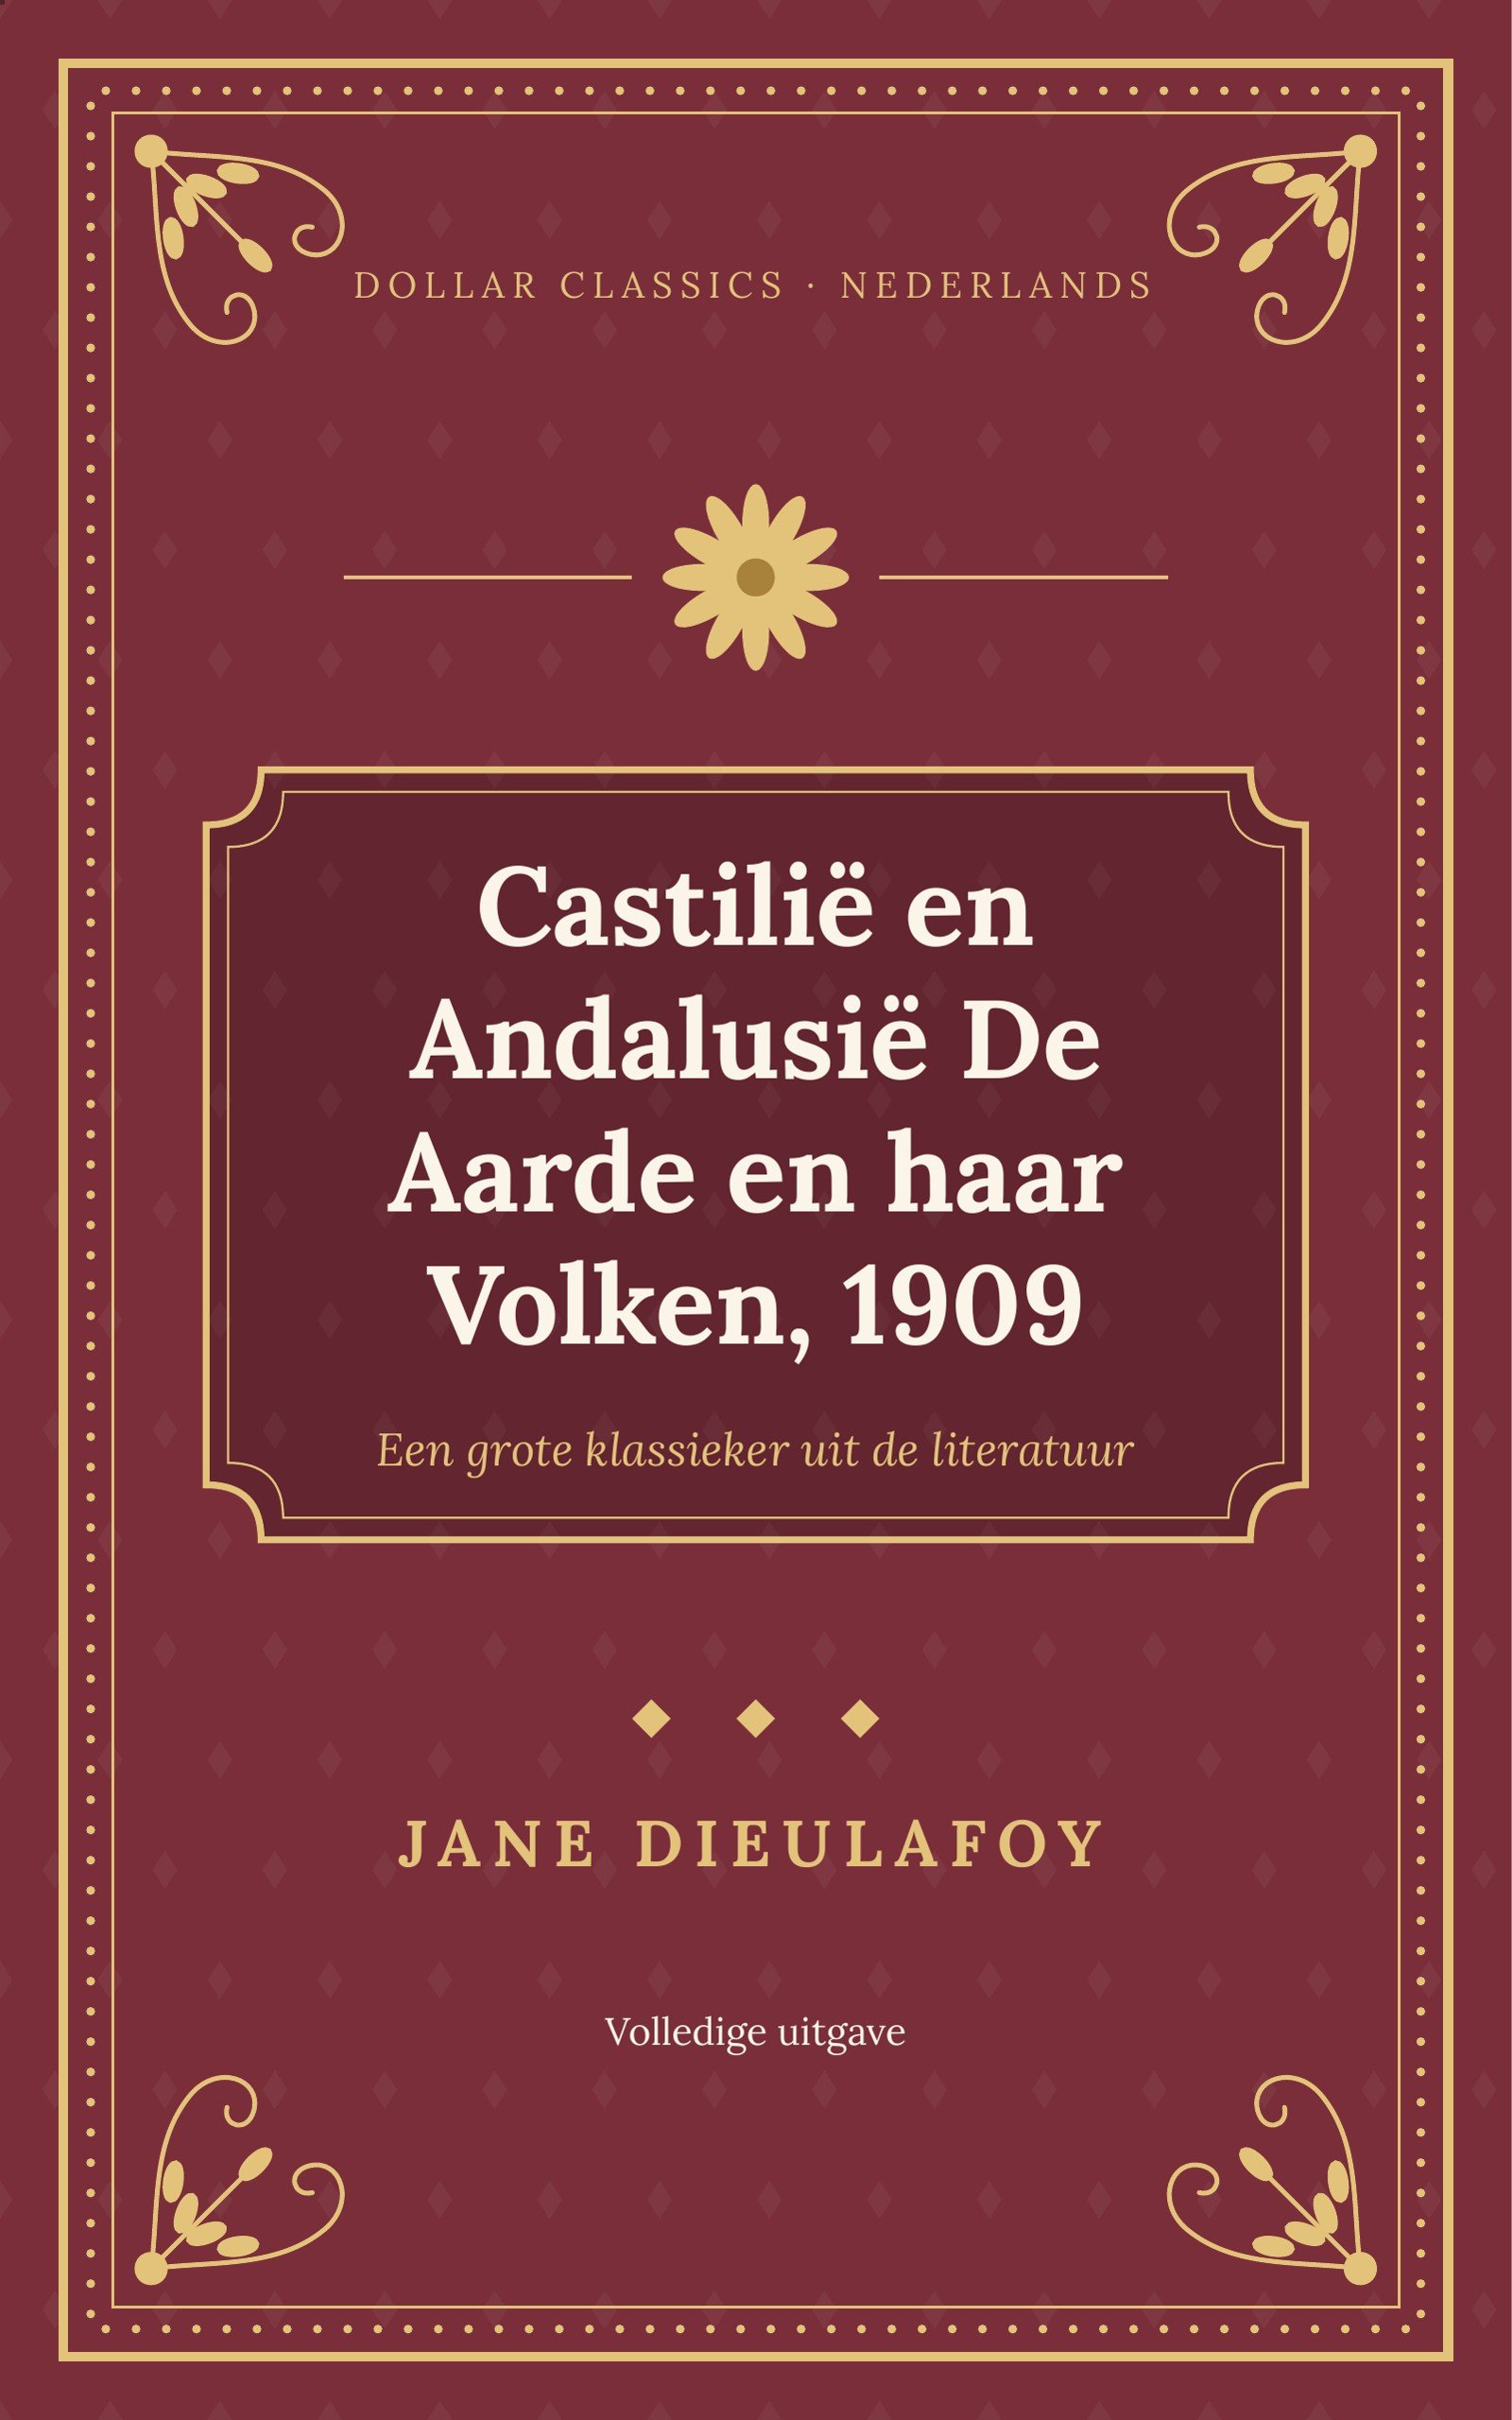 DOLLAR CLASSICS · NEDERLANDS
Castilië en
Andalusië De
Aarde en haar
Volken, 1909
Een grote klassieker uit de literatuur
JANE DIEULAFOY
Volledige uitgave